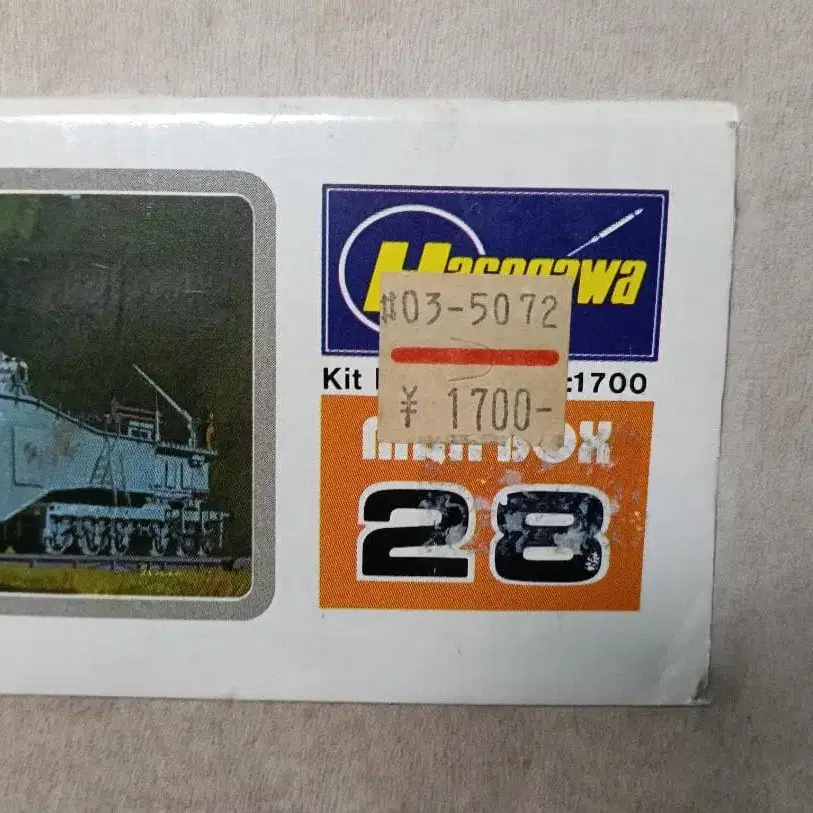 Hasegawa
#03-5072
Kit :1700
¥ 1700-
BOX
28